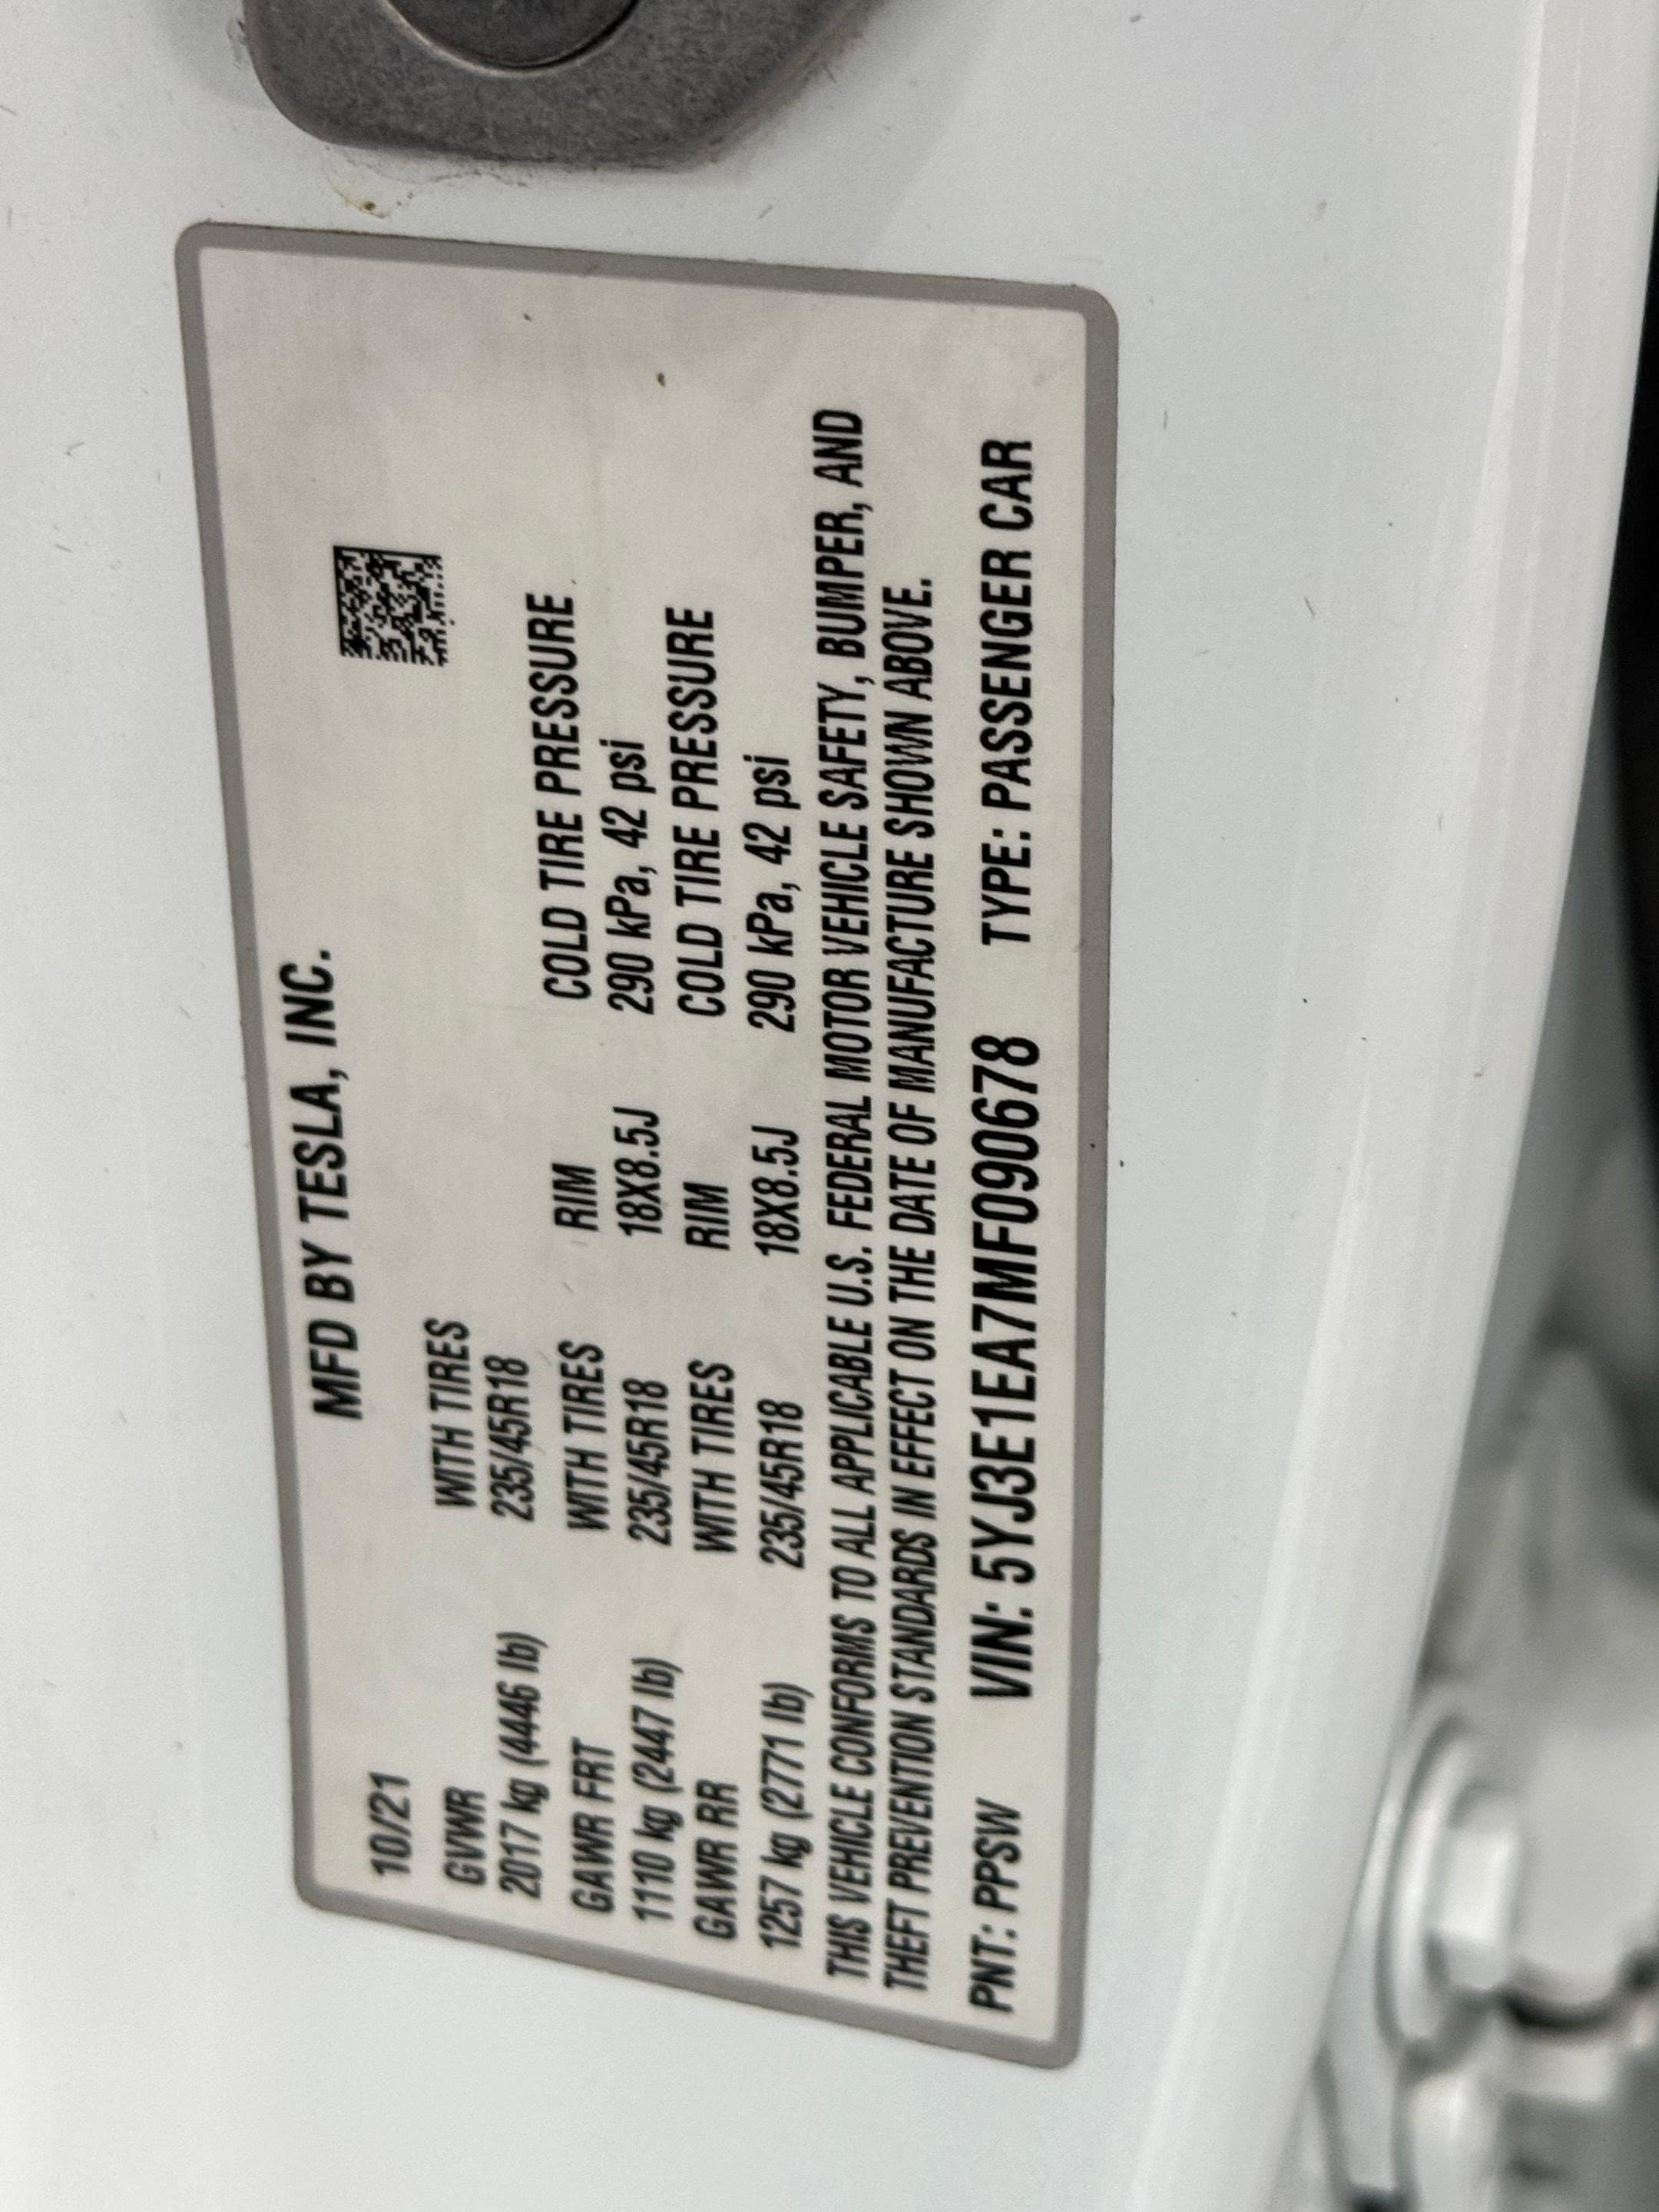 MFD BY TESLA, INC.
10/21
GVWR WITH TIRES
2017 kg (4446 lb) 235/45R18
GAWR FRT WITH TIRES RIM COLD TIRE PRESSURE
1110 kg (2447 lb) 235/45R18 18X8.5J 290 kPa, 42 psi
GAWR RR WITH TIRES RIM COLD TIRE PRESSURE
1257 kg (2771 lb) 235/45R18 18X8.5J 290 kPa, 42 psi
THIS VEHICLE CONFORMS TO ALL APPLICABLE U.S. FEDERAL MOTOR VEHICLE SAFETY, BUMPER, AND
THEFT PREVENTION STANDARDS IN EFFECT ON THE DATE OF MANUFACTURE SHOWN ABOVE.
PNT: PPSW VIN: 5YJ3E1EA7MF090678 TYPE: PASSENGER CAR